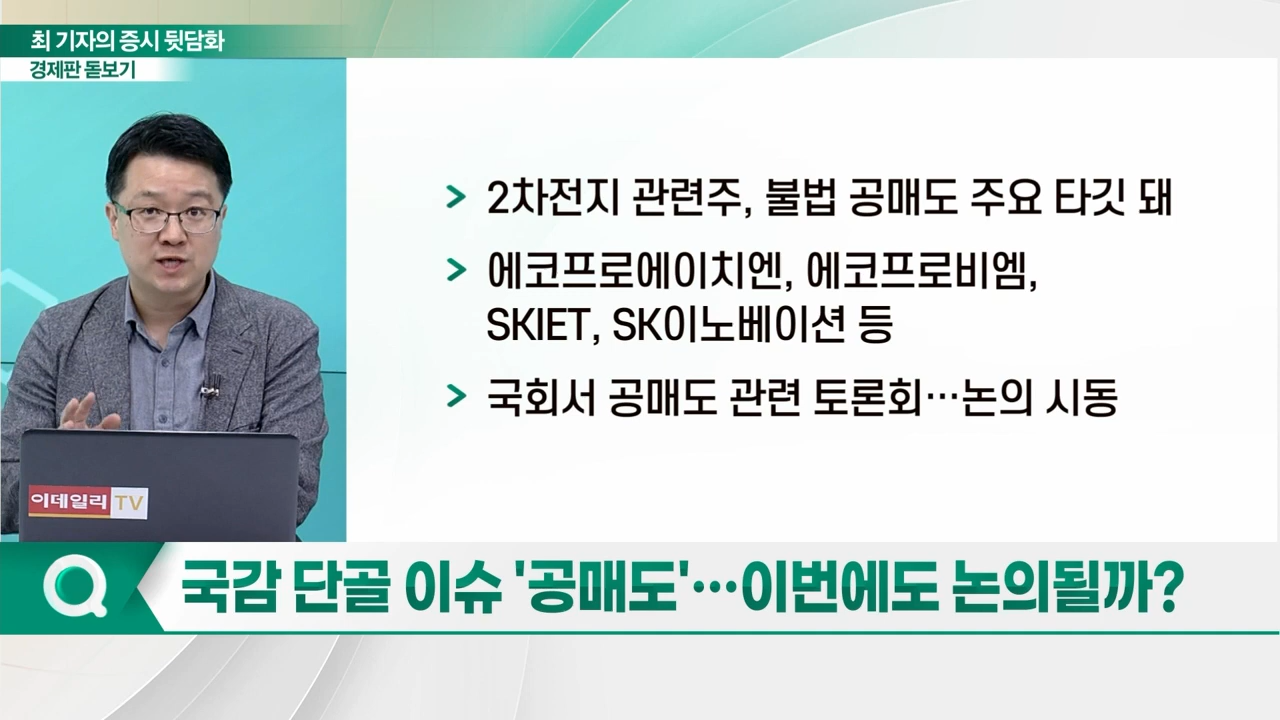 최 기자의 증시 뒷담화
경제판 돋보기
> 2차전지 관련주, 불법 공매도 주요 타깃 돼
> 에코프로에이치엔, 에코프로비엠,
SKIET, SK이노베이션 등
> 국회서 공매도 관련 토론회…논의 시동
이데일리 TV
국감 단골 이슈 '공매도'…이번에도 논의될까?